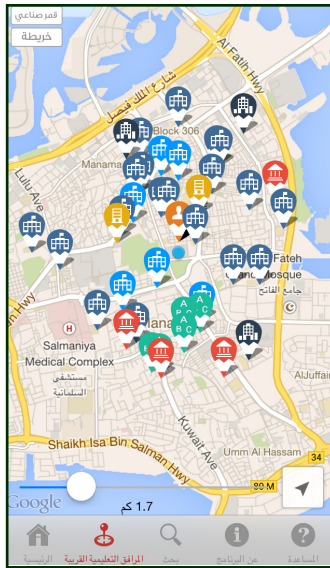 قمر صناعي
خريطة
Al Fatih Hwy
شارع الملك فيصل
Block 306
Manama
Lulu Ave
Fateh
Grand Mosque
جامع الفاتح
H
Salmaniya
Medical Complex
مستشفى
السلمانية
A
B C
A
B C
A
B C
AlJuffair
Kuwait Ave
Umm Al Hassam
Shaikh Isa Bin Salman Hwy
34
80 M
Google
1.7 كم
الرئيسية
المرافق التعليمية القريبة
بحث
عن البرنامج
المساعدة